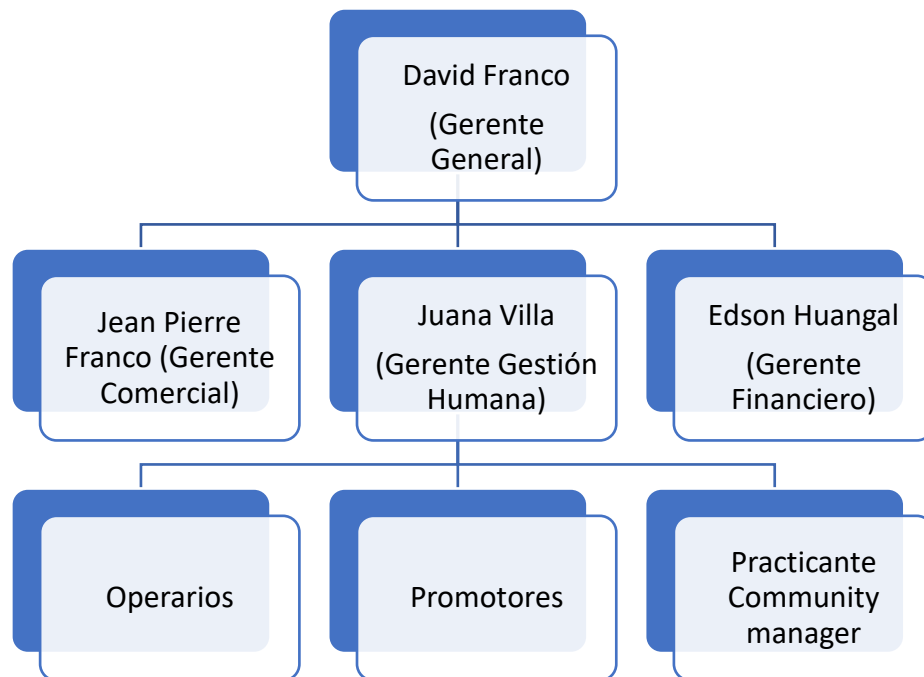 David Franco
(Gerente
General)
Jean Pierre
Franco (Gerente
Comercial)
Juana Villa
(Gerente Gestión
Humana)
Edson Huangal
(Gerente
Financiero)
Operarios
Promotores
Practicante
Community
manager